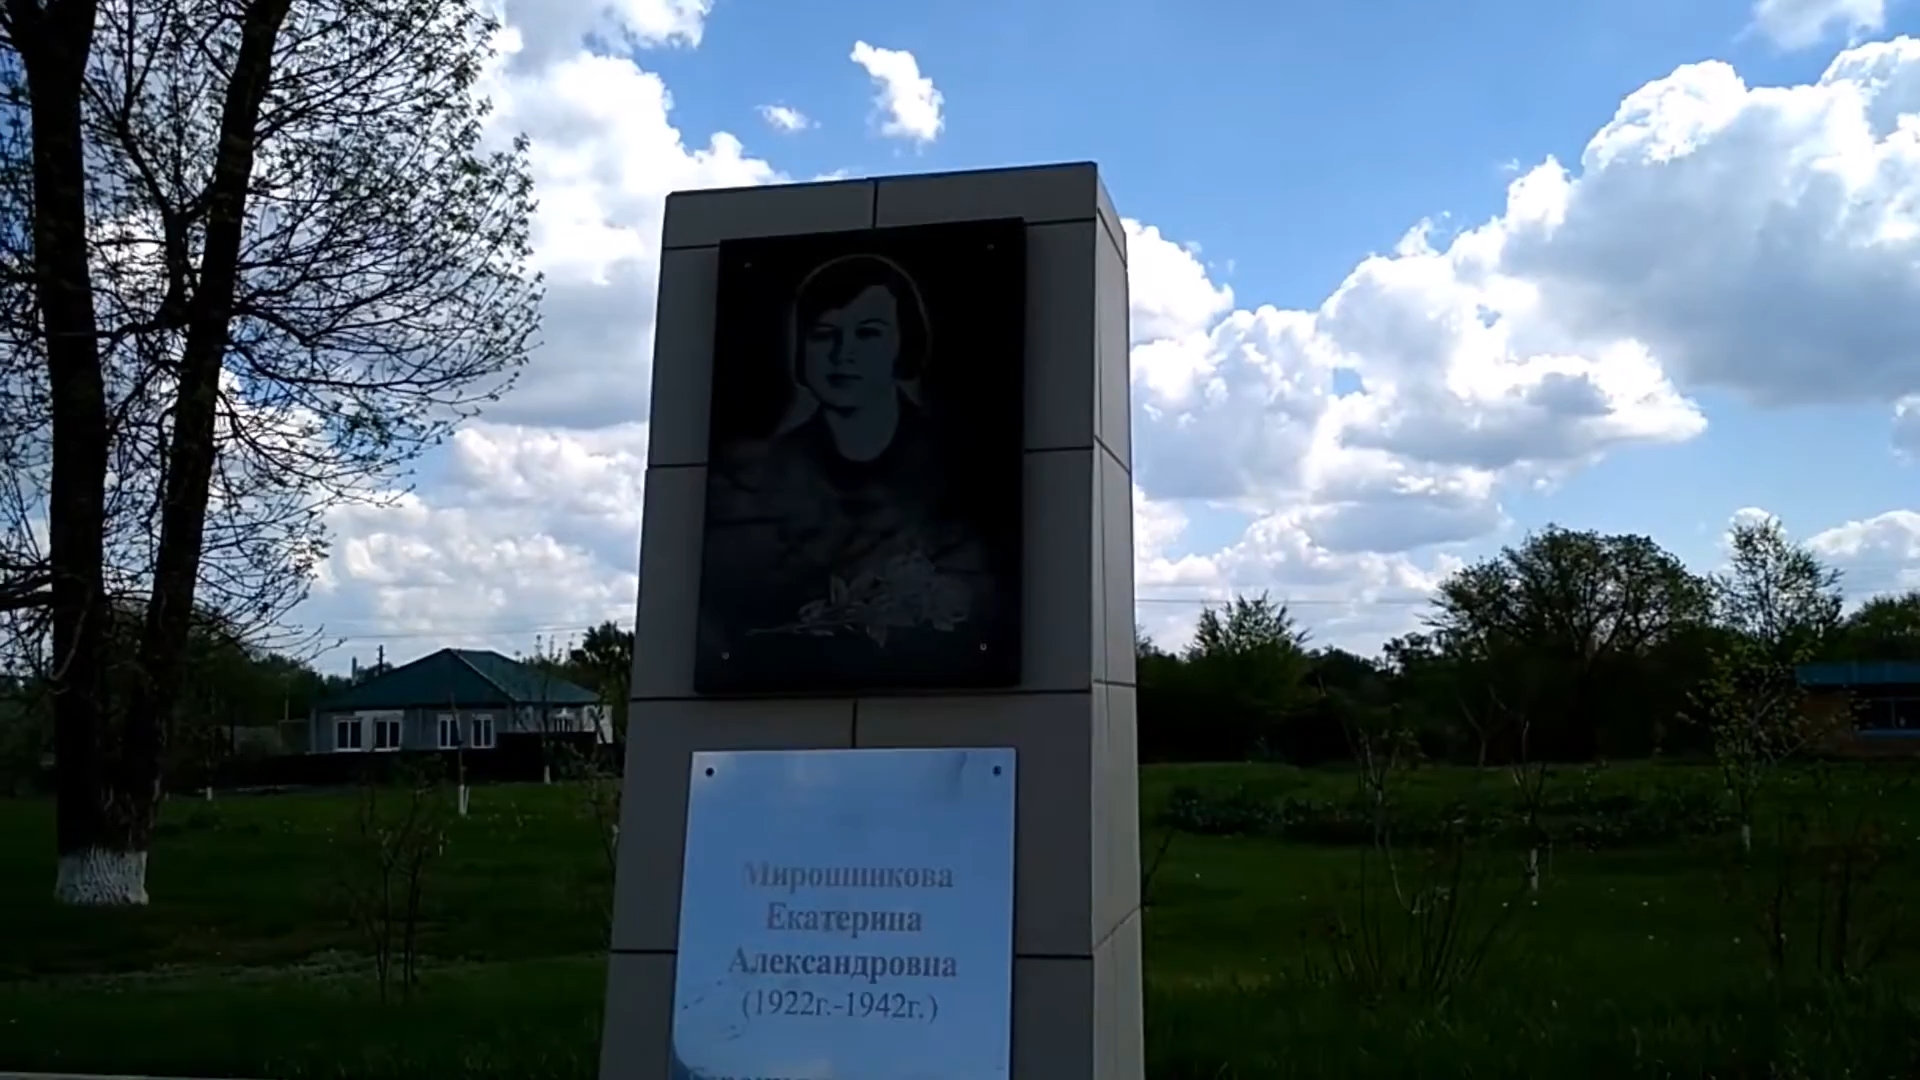 Мирошникова
Екатерина
Александровна
(1922г.-1942г.)